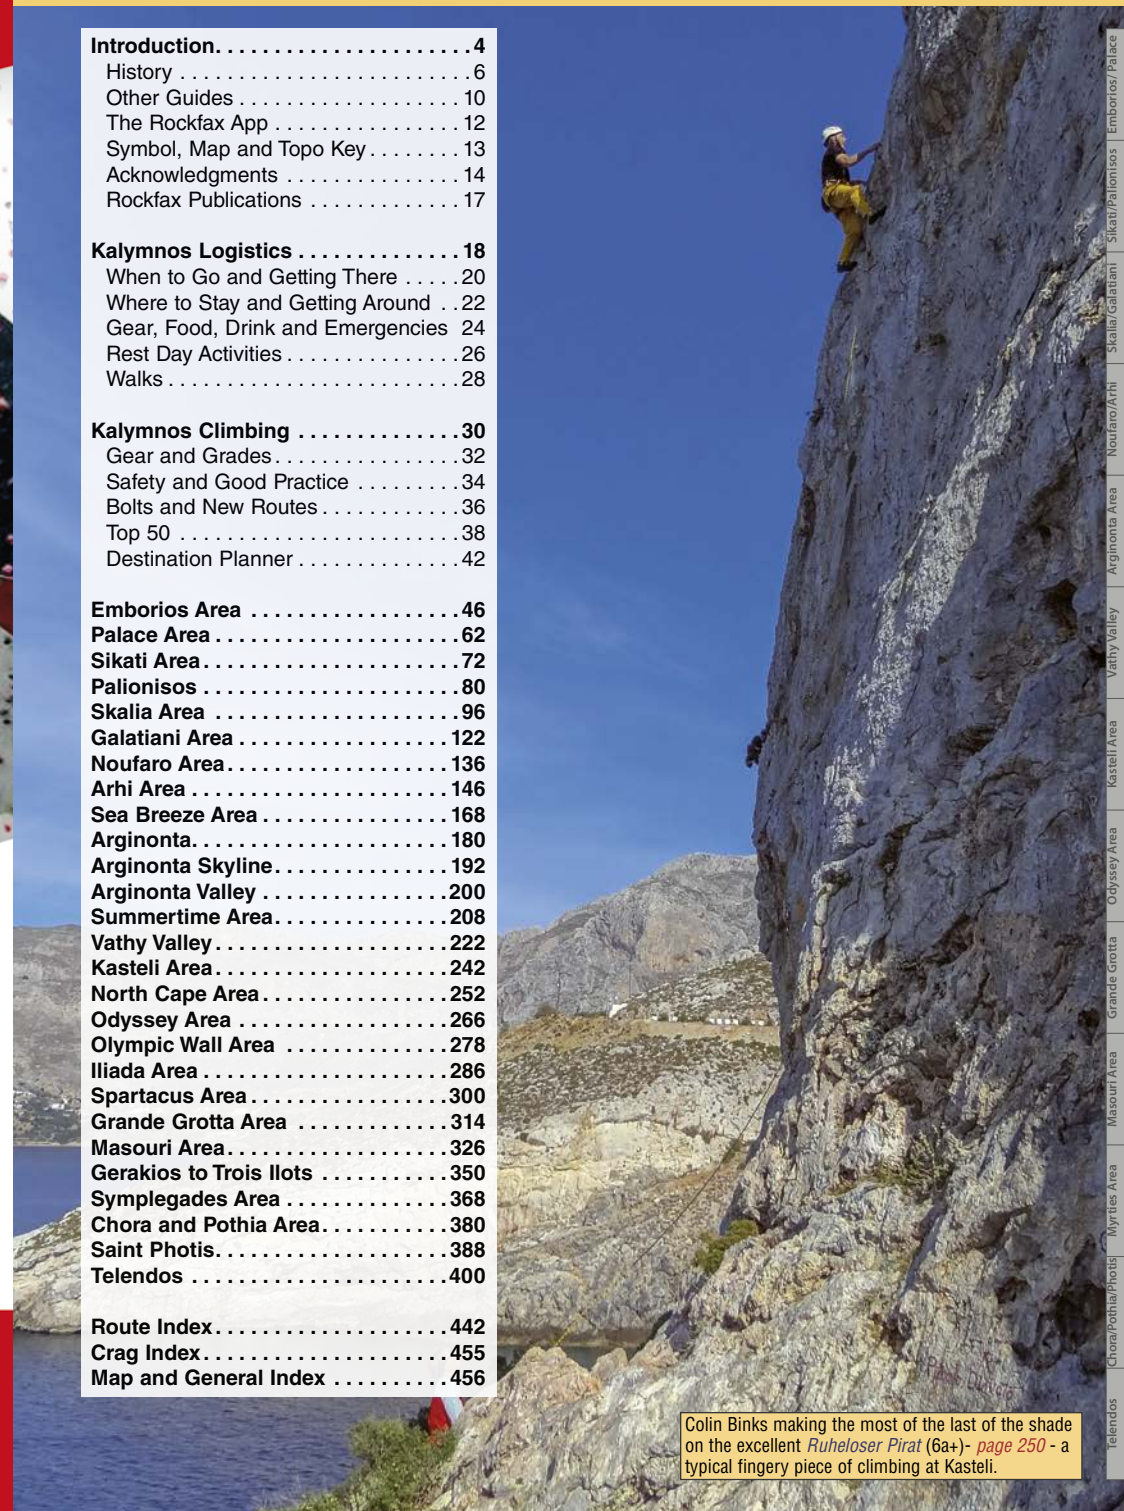 Introduction. . . . . . . . . . . . . . . . . . . . . . 4
History . . . . . . . . . . . . . . . . . . . . . . . . 6
Other Guides . . . . . . . . . . . . . . . . . . . 10
The Rockfax App . . . . . . . . . . . . . . . . 12
Symbol, Map and Topo Key . . . . . . . . 13
Acknowledgments . . . . . . . . . . . . . . . 14
Rockfax Publications . . . . . . . . . . . . . 17
Kalymnos Logistics . . . . . . . . . . . . . . 18
When to Go and Getting There . . . . . 20
Where to Stay and Getting Around . . 22
Gear, Food, Drink and Emergencies 24
Rest Day Activities . . . . . . . . . . . . . . . 26
Walks . . . . . . . . . . . . . . . . . . . . . . . . . 28
Kalymnos Climbing . . . . . . . . . . . . . . 30
Gear and Grades . . . . . . . . . . . . . . . . 32
Safety and Good Practice . . . . . . . . . 34
Bolts and New Routes . . . . . . . . . . . . 36
Top 50 . . . . . . . . . . . . . . . . . . . . . . . . 38
Destination Planner . . . . . . . . . . . . . . 42
Emborios Area . . . . . . . . . . . . . . . . . . 46
Palace Area . . . . . . . . . . . . . . . . . . . . . 62
Sikati Area . . . . . . . . . . . . . . . . . . . . . . 72
Palionisos . . . . . . . . . . . . . . . . . . . . . . 80
Skalia Area . . . . . . . . . . . . . . . . . . . . . 96
Galatiani Area . . . . . . . . . . . . . . . . . . 122
Noufaro Area . . . . . . . . . . . . . . . . . . . 136
Arhi Area . . . . . . . . . . . . . . . . . . . . . . 146
Sea Breeze Area . . . . . . . . . . . . . . . . 168
Arginonta. . . . . . . . . . . . . . . . . . . . . . 180
Arginonta Skyline . . . . . . . . . . . . . . . 192
Arginonta Valley . . . . . . . . . . . . . . . . 200
Summertime Area . . . . . . . . . . . . . . . 208
Vathy Valley . . . . . . . . . . . . . . . . . . . . 222
Kasteli Area . . . . . . . . . . . . . . . . . . . . 242
North Cape Area . . . . . . . . . . . . . . . . 252
Odyssey Area . . . . . . . . . . . . . . . . . . 266
Olympic Wall Area . . . . . . . . . . . . . . 278
Iliada Area . . . . . . . . . . . . . . . . . . . . . 286
Spartacus Area . . . . . . . . . . . . . . . . . 300
Grande Grotta Area . . . . . . . . . . . . . 314
Masouri Area . . . . . . . . . . . . . . . . . . . 326
Gerakios to Trois Ilots . . . . . . . . . . . 350
Symplegades Area . . . . . . . . . . . . . . 368
Chora and Pothia Area . . . . . . . . . . . 380
Saint Photis. . . . . . . . . . . . . . . . . . . . 388
Telendos . . . . . . . . . . . . . . . . . . . . . . 400
Route Index . . . . . . . . . . . . . . . . . . . . 442
Crag Index . . . . . . . . . . . . . . . . . . . . . 455
Map and General Index . . . . . . . . . . 456
Emborios/ Palace
Sikati/Palionisos
Skalia/Galatiani
Noufaro/Arhi
Arginonta Area
Vathy Valley
Kasteli Area
Odyssey Area
Grande Grotta
Masouri Area
Myrties Area
Chora/Pothia/Photis
Telendos
Colin Binks making the most of the last of the shade
on the excellent Ruheloser Pirat (6a+)- page 250 - a
typical fingery piece of climbing at Kasteli.